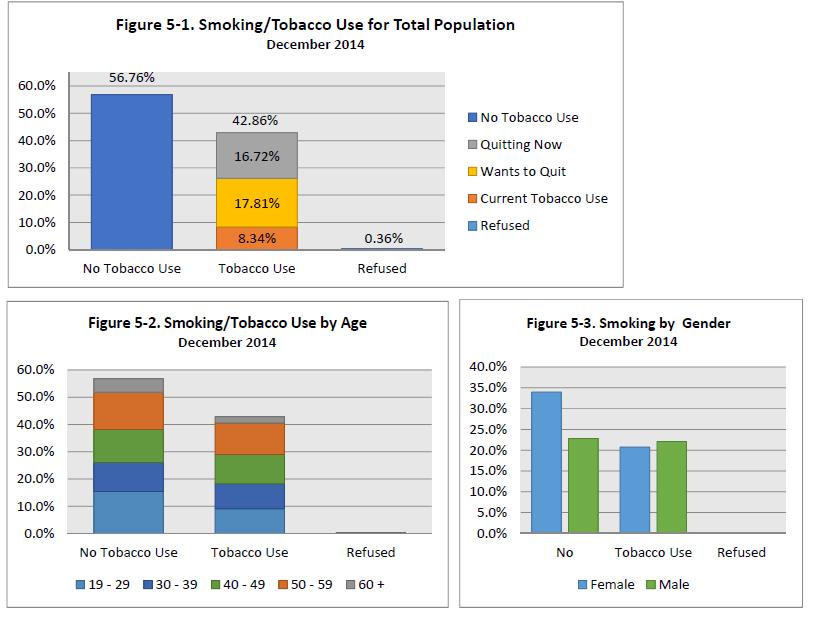 Figure 5-1. Smoking/Tobacco Use for Total Population
December 2014
60.0%
50.0%
40.0%
30.0%
20.0%
10.0%
0.0%
56.76%
42.86%
16.72%
17.81%
8.34%
0.36%
No Tobacco Use
Tobacco Use
Refused
No Tobacco Use
Quitting Now
Wants to Quit
Current Tobacco Use
Refused
Figure 5-2. Smoking/Tobacco Use by Age
December 2014
60.0%
50.0%
40.0%
30.0%
20.0%
10.0%
0.0%
No Tobacco Use
Tobacco Use
Refused
19 - 29
30 - 39
40 - 49
50 - 59
60 +
Figure 5-3. Smoking by Gender
December 2014
40.0%
35.0%
30.0%
25.0%
20.0%
15.0%
10.0%
5.0%
0.0%
No
Tobacco Use
Refused
Female
Male